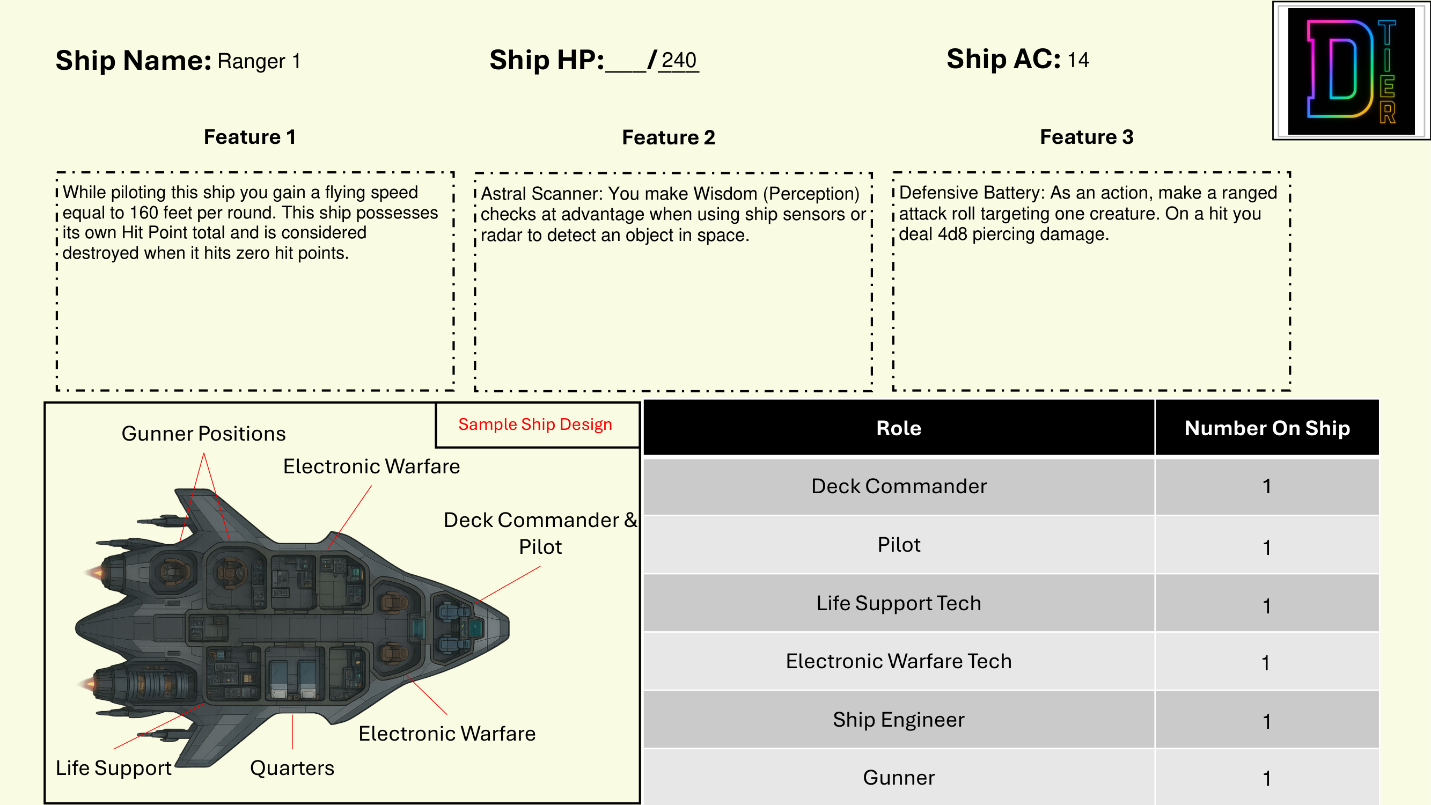 Ship Name: Ranger 1
Ship HP:___/240
Ship AC: 14
D TIER
Feature 1
Feature 2
Feature 3
While piloting this ship you gain a flying speed
equal to 160 feet per round. This ship possesses
its own Hit Point total and is considered
destroyed when it hits zero hit points.
Astral Scanner: You make Wisdom (Perception)
checks at advantage when using ship sensors or
radar to detect an object in space.
Defensive Battery: As an action, make a ranged
attack roll targeting one creature. On a hit you
deal 4d8 piercing damage.
Sample Ship Design
Gunner Positions
Electronic Warfare
Deck Commander &
Pilot
Electronic Warfare
Life Support
Quarters
Role Number On Ship
Deck Commander 1
Pilot 1
Life Support Tech 1
Electronic Warfare Tech 1
Ship Engineer 1
Gunner 1